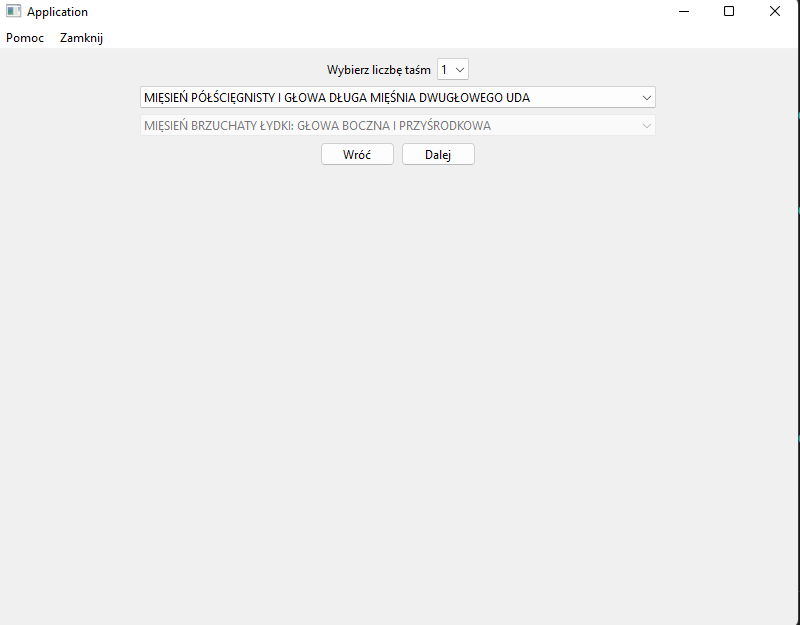 Application
Pomoc Zamknij
Wybierz liczbę taśm 1
MIĘSIEŃ PÓŁŚCIĘGNISTY I GŁOWA DŁUGA MIĘŚNIA DWUGŁOWEGO UDA
MIĘSIEŃ BRZUCHATY ŁYDKI: GŁOWA BOCZNA I PRZYŚRODKOWA
Wróć Dalej